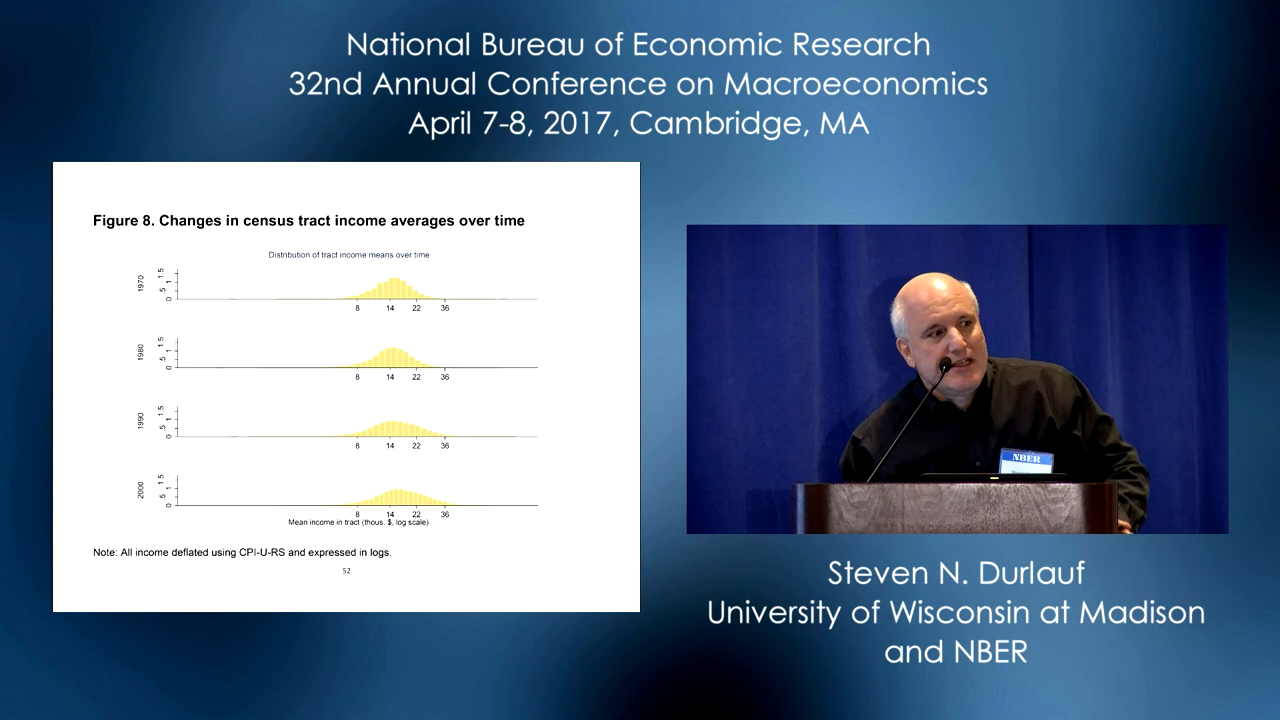 National Bureau of Economic Research
32nd Annual Conference on Macroeconomics
April 7-8, 2017, Cambridge, MA
Figure 8. Changes in census tract income averages over time
Distribution of tract income means over time
1970
0 .5 1 1.5
8 14 22 36
1980
0 .5 1 1.5
8 14 22 36
1990
0 .5 1 1.5
8 14 22 36
2000
0 .5 1 1.5
8 14 22 36
Mean income in tract (thous. $, log scale)
Note: All income deflated using CPI-U-RS and expressed in logs.
52
NBER
Steven N. Durlauf
University of Wisconsin at Madison
and NBER